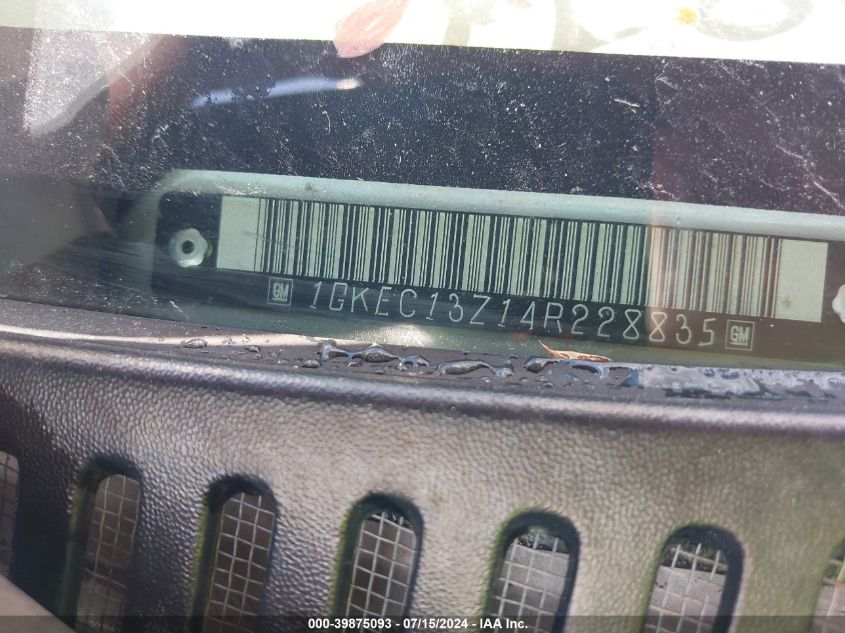 GM 1GKEC13Z14R228835 GM
000-39875093 - 07/15/2024 - IAA Inc.